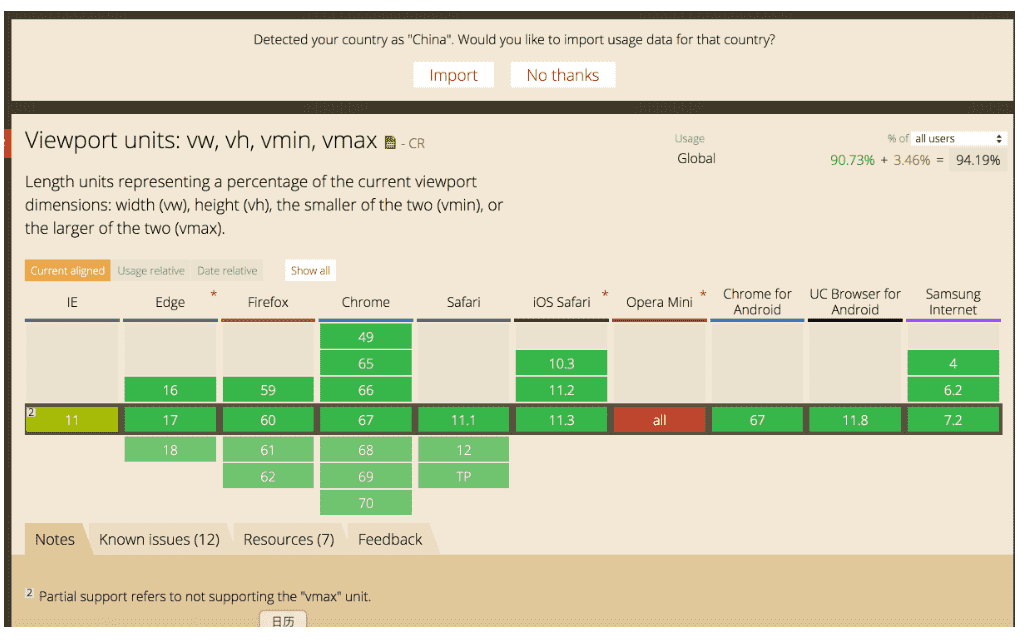 Detected your country as "China". Would you like to import usage data for that country?
Import No thanks
Viewport units: vw, vh, vmin, vmax - CR
Usage % of all users
Global 90.73% + 3.46% = 94.19%
Length units representing a percentage of the current viewport
dimensions: width (vw), height (vh), the smaller of the two (vmin), or
the larger of the two (vmax).
Current aligned Usage relative Date relative Show all
IE Edge * Firefox Chrome Safari iOS Safari * Opera Mini * Chrome for Android UC Browser for Android Samsung Internet
49
65 10.3 4
16 59 66 11.2 6.2
2 11 17 60 67 11.1 11.3 all 67 11.8 7.2
18 61 68 12
62 69 TP
70
Notes Known issues (12) Resources (7) Feedback
2 Partial support refers to not supporting the "vmax" unit.
日历